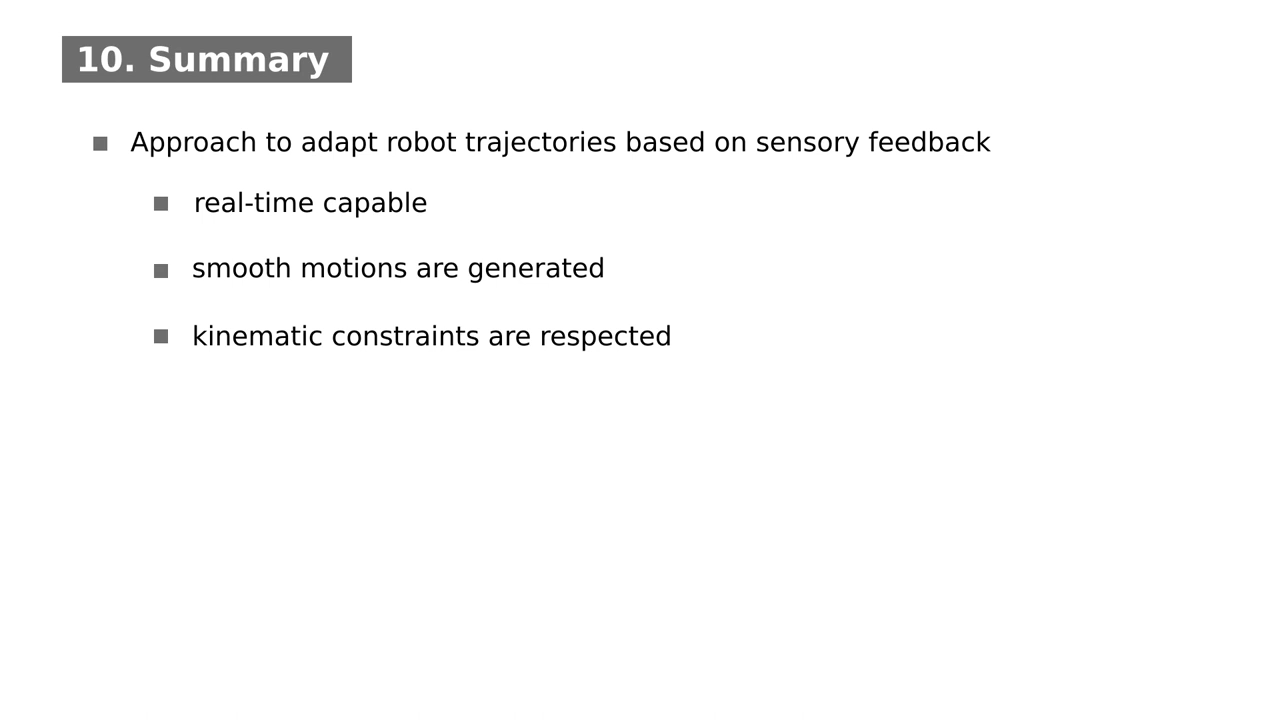 10. Summary
Approach to adapt robot trajectories based on sensory feedback
real-time capable
smooth motions are generated
kinematic constraints are respected